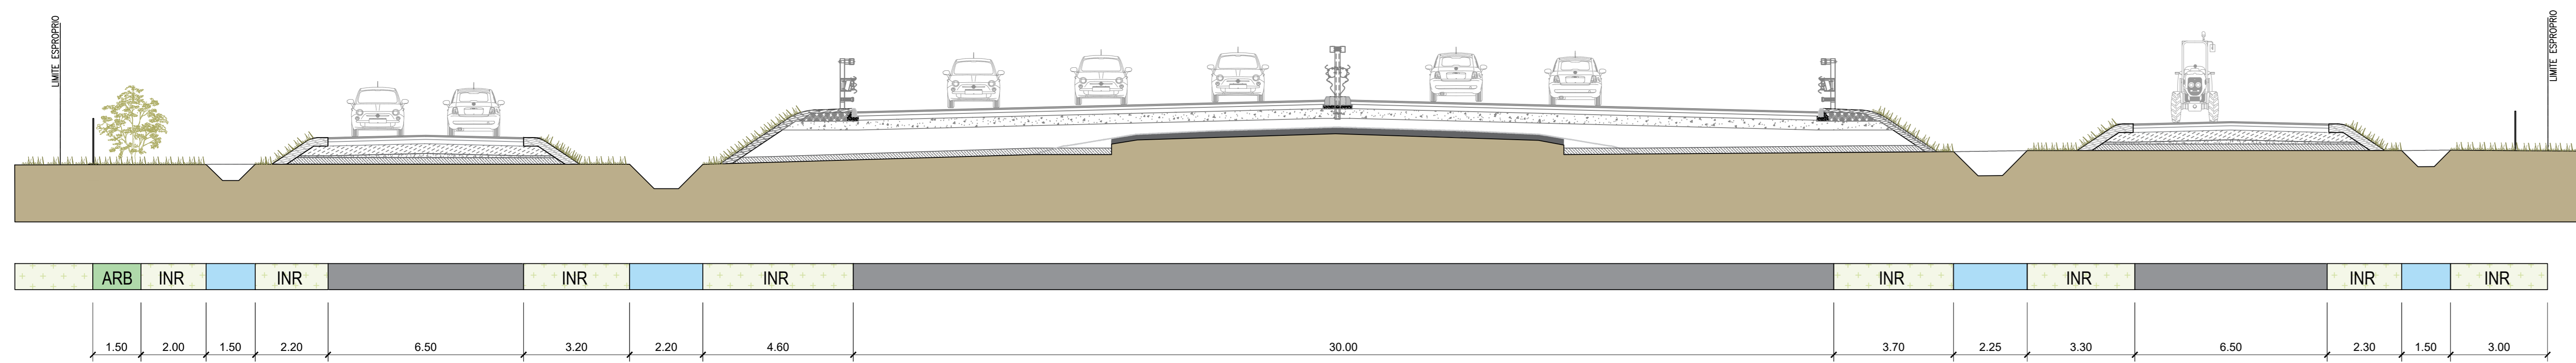 LIMITE ESPROPRIO
LIMITE ESPROPRIO
ARB INR INR INR INR INR INR INR INR
1.50 2.00 1.50 2.20 6.50 3.20 2.20 4.60 30.00 3.70 2.25 3.30 6.50 2.30 1.50 3.00